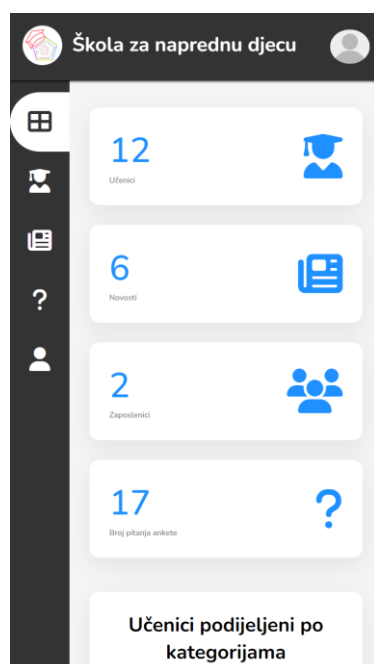 Škola za naprednu djecu
12
Učenici
6
Novosti
2
Zaposlenici
17
Broj pitanja ankete
?
Učenici podijeljeni po
kategorijama